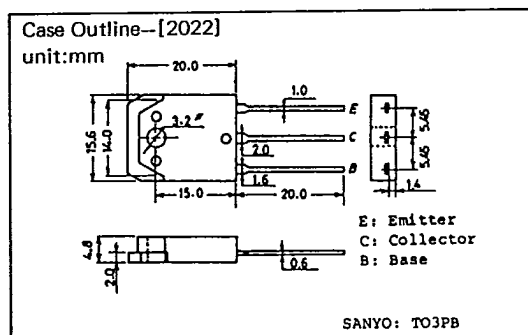 Case Outline--[2022]
unit:mm
20.0
1.0
3.2ø
15.6
14.0
E
C
B
5.45
5.45
2.0
1.6
1.4
15.0
20.0
E: Emitter
C: Collector
B: Base
4.8
2.0
0.6
SANYO: TO3PB